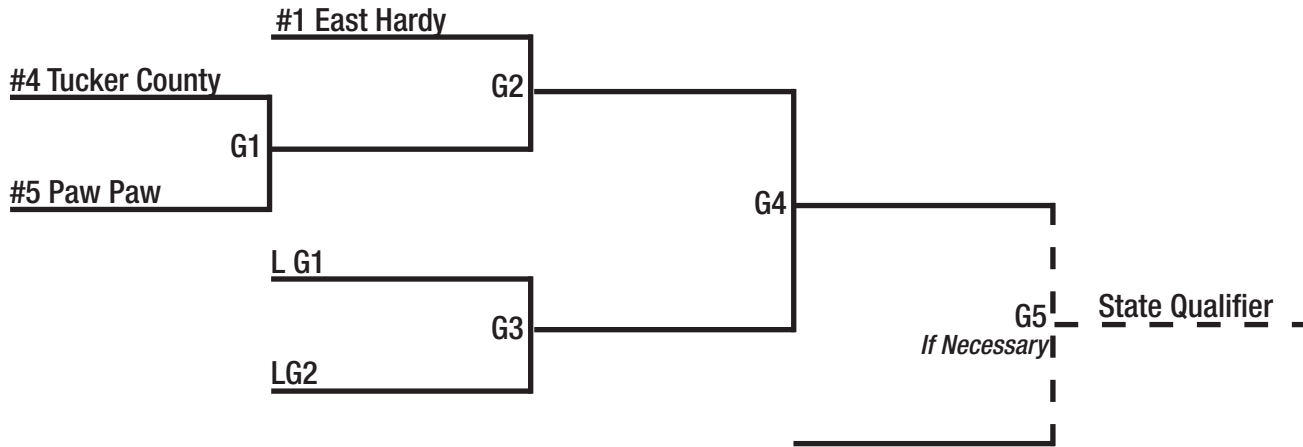 #1 East Hardy
#4 Tucker County
G2
G1
#5 Paw Paw
G4
L G1
G3
G5
If Necessary
State Qualifier
LG2